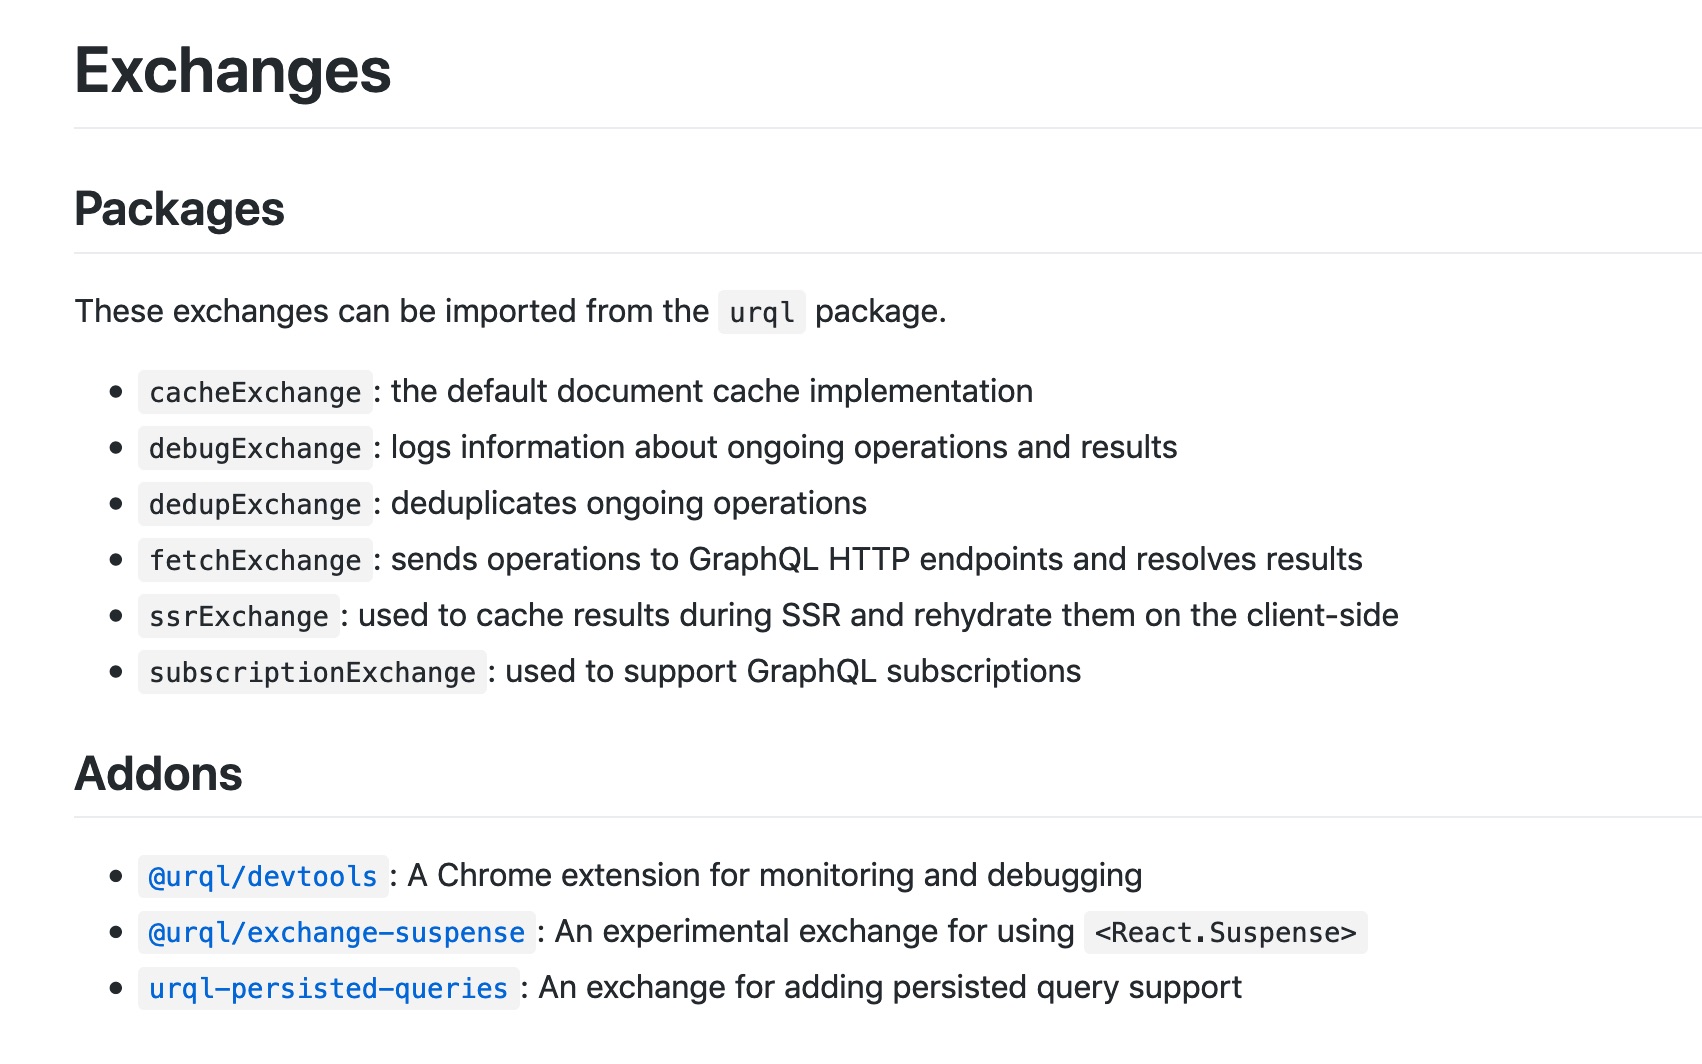 Exchanges
Packages
These exchanges can be imported from the urql package.
cacheExchange: the default document cache implementation
debugExchange: logs information about ongoing operations and results
dedupExchange: deduplicates ongoing operations
fetchExchange: sends operations to GraphQL HTTP endpoints and resolves results
ssrExchange: used to cache results during SSR and rehydrate them on the client-side
subscriptionExchange: used to support GraphQL subscriptions
Addons
@urql/devtools: A Chrome extension for monitoring and debugging
@urql/exchange-suspense: An experimental exchange for using <React.Suspense>
urql-persisted-queries: An exchange for adding persisted query support